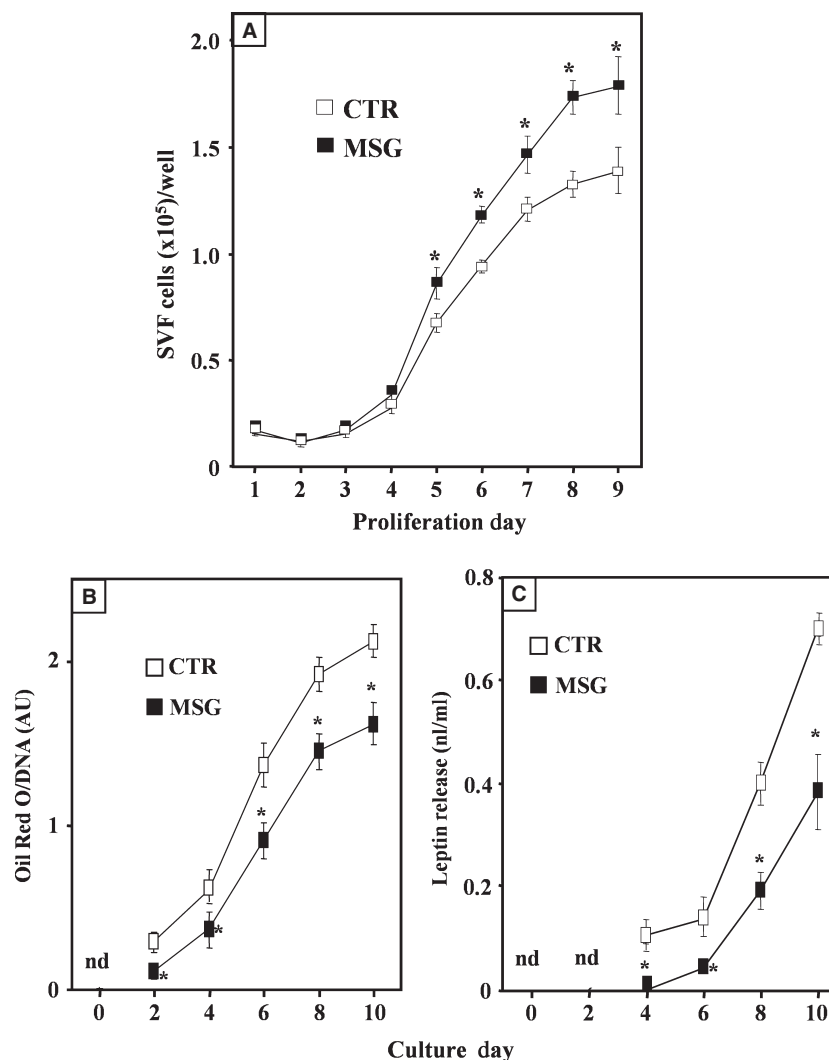 A
2.0
1.5
1.0
0.5
0
SVF cells (x10⁵)/well
CTR
MSG
*
*
*
*
*
1 2 3 4 5 6 7 8 9
Proliferation day
B
2
1
0
Oil Red O/DNA (AU)
CTR
MSG
nd
*
*
*
*
*
0 2 4 6 8 10
C
0.8
0.6
0.4
0.2
0
Leptin release (nl/ml)
CTR
MSG
nd nd
*
*
*
*
0 2 4 6 8 10
Culture day